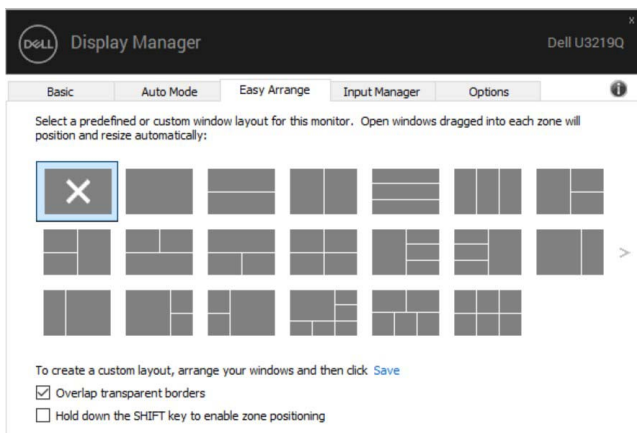 x
DELL Display Manager
Dell U3219Q
Basic Auto Mode Easy Arrange Input Manager Options i
Select a predefined or custom window layout for this monitor. Open windows dragged into each zone will
position and resize automatically:
>
To create a custom layout, arrange your windows and then click Save
Overlap transparent borders
Hold down the SHIFT key to enable zone positioning